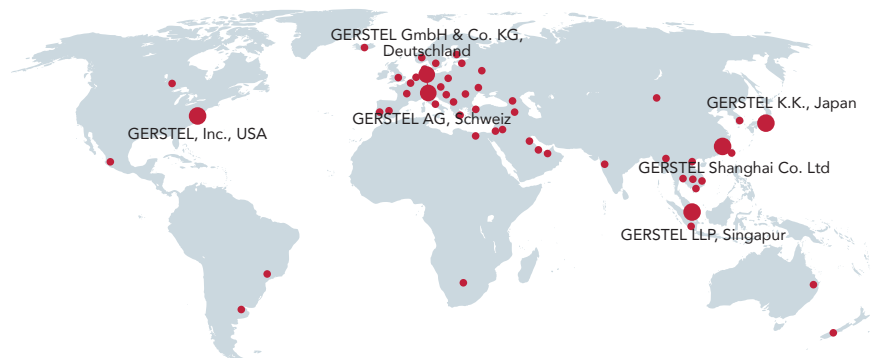 GERSTEL GmbH & Co. KG,
Deutschland
GERSTEL K.K., Japan
GERSTEL AG, Schweiz
GERSTEL, Inc., USA
GERSTEL Shanghai Co. Ltd
GERSTEL LLP, Singapur